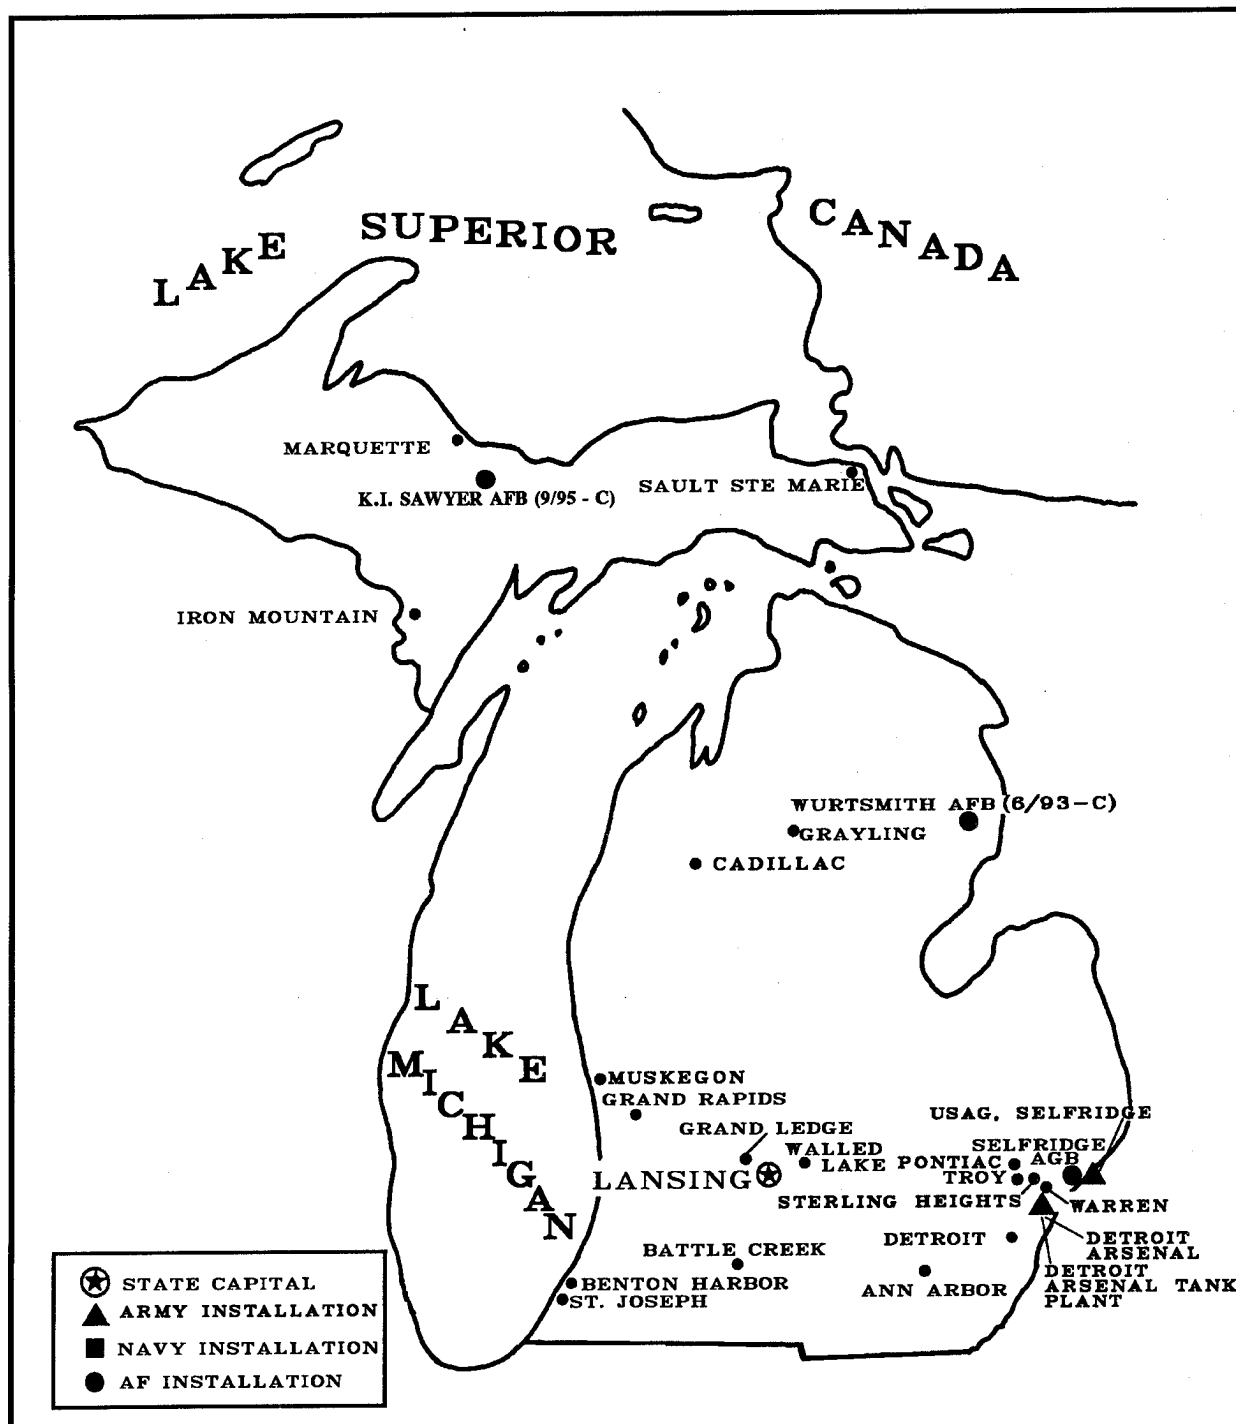 LAKE SUPERIOR
CANADA
MARQUETTE
K.I. SAWYER AFB (9/95 - C)
SAULT STE MARIE
IRON MOUNTAIN
WURTSMITH AFB (6/93-C)
GRAYLING
CADILLAC
LAKE
MICHIGAN
MUSKEGON
GRAND RAPIDS
GRAND LEDGE
LANSING
WALLED
LAKE
PONTIAC
USAG, SELFRIDGE
SELFRIDGE
AGB
TROY
STERLING HEIGHTS
WARREN
DETROIT
DETROIT
ARSENAL
BATTLE CREEK
ANN ARBOR
DETROIT
ARSENAL TANK
PLANT
BENTON HARBOR
ST. JOSEPH
STATE CAPITAL
ARMY INSTALLATION
NAVY INSTALLATION
AF INSTALLATION